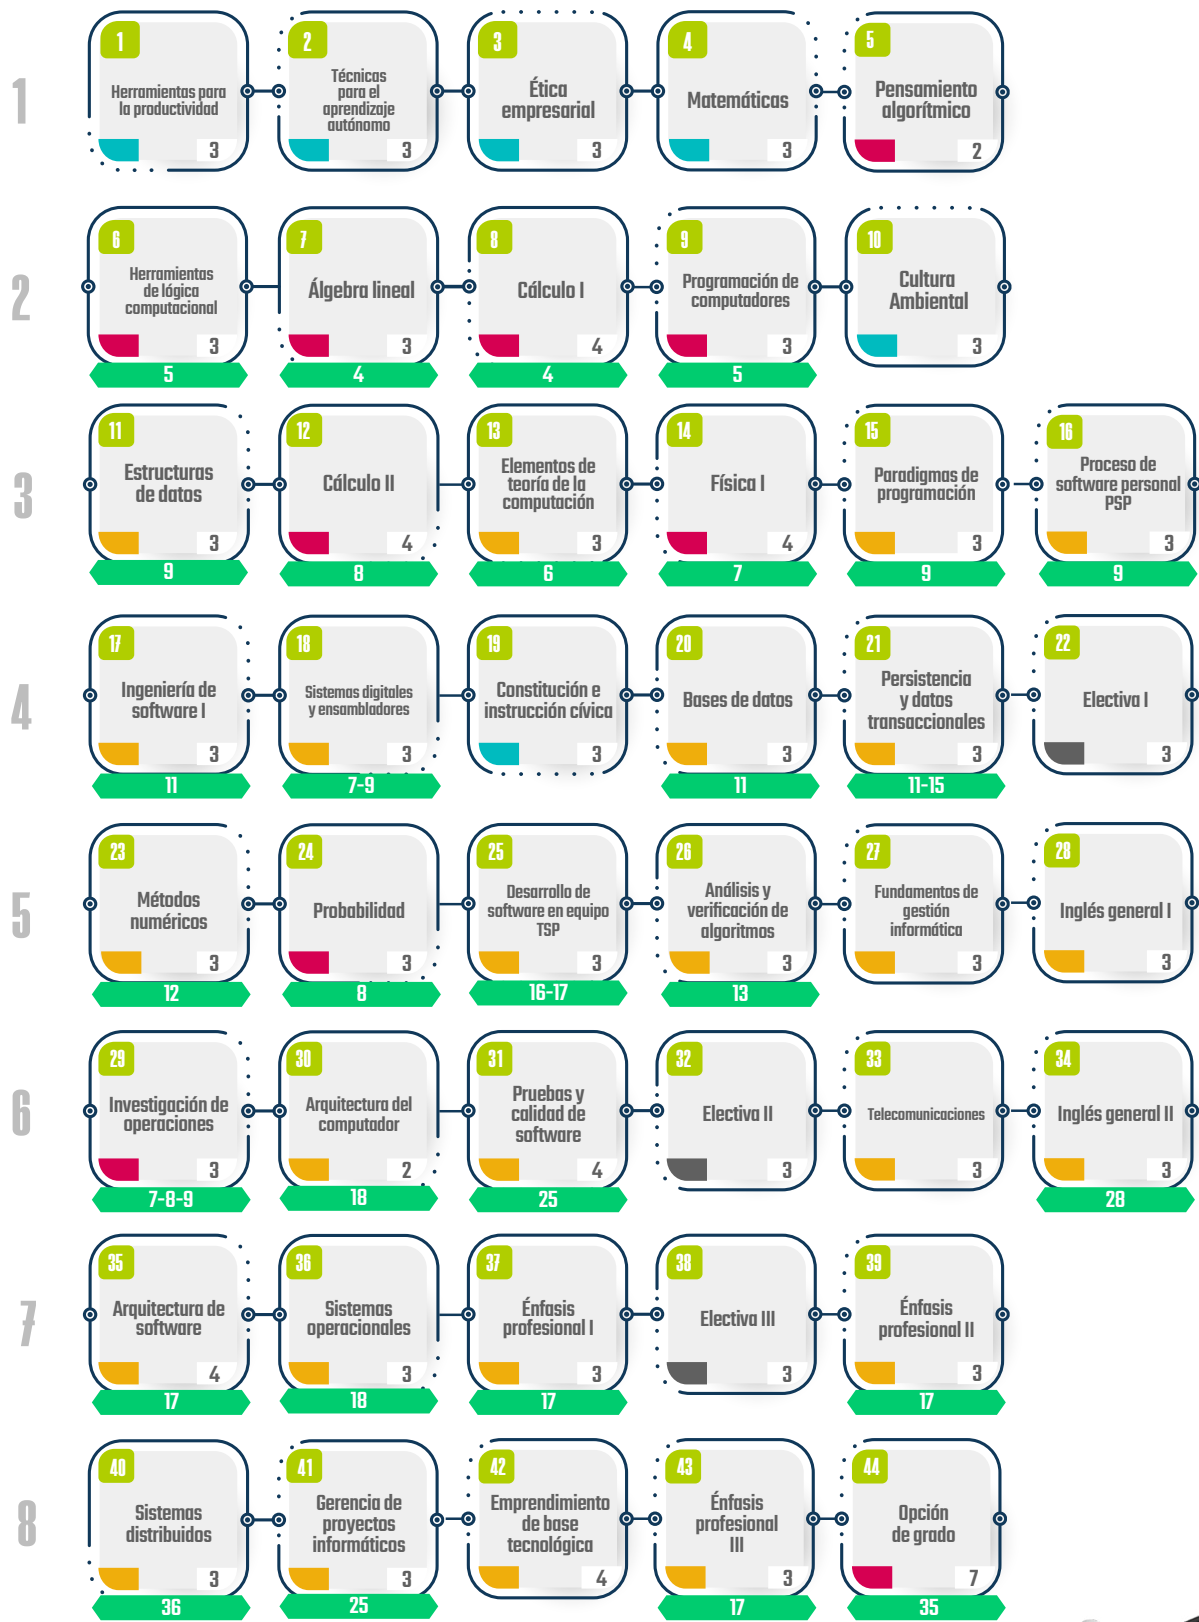 1
1
Herramientas para
la productividad
3
2
Técnicas
para el
aprendizaje
autónomo
3
3
Ética
empresarial
3
4
Matemáticas
3
5
Pensamiento
algorítmico
2
2
6
Herramientas
de lógica
computacional
3
5
7
Álgebra lineal
3
4
8
Cálculo I
4
4
9
Programación de
computadores
3
5
10
Cultura
Ambiental
3
3
11
Estructuras
de datos
3
9
12
Cálculo II
4
8
13
Elementos de
teoría de la
computación
3
6
14
Física I
4
7
15
Paradigmas de
programación
3
9
16
Proceso de
software personal
PSP
3
9
4
17
Ingeniería de
software I
3
11
18
Sistemas digitales
y ensambladores
3
7-9
19
Constitución e
instrucción cívica
3
20
Bases de datos
3
11
21
Persistencia
y datos
transaccionales
3
11-15
22
Electiva I
3
5
23
Métodos
numéricos
3
12
24
Probabilidad
3
8
25
Desarrollo de
software en equipo
TSP
3
16-17
26
Análisis y
verificación de
algoritmos
3
13
27
Fundamentos de
gestión
informática
3
28
Inglés general I
3
6
29
Investigación de
operaciones
3
7-8-9
30
Arquitectura del
computador
2
18
31
Pruebas y
calidad de
software
4
25
32
Electiva II
3
33
Telecomunicaciones
3
34
Inglés general II
3
28
7
35
Arquitectura de
software
4
17
36
Sistemas
operacionales
3
18
37
Énfasis
profesional I
3
17
38
Electiva III
3
39
Énfasis
profesional II
3
17
8
40
Sistemas
distribuidos
3
36
41
Gerencia de
proyectos
informáticos
3
25
42
Emprendimiento
de base
tecnológica
4
43
Énfasis
profesional
III
3
17
44
Opción
de grado
7
35